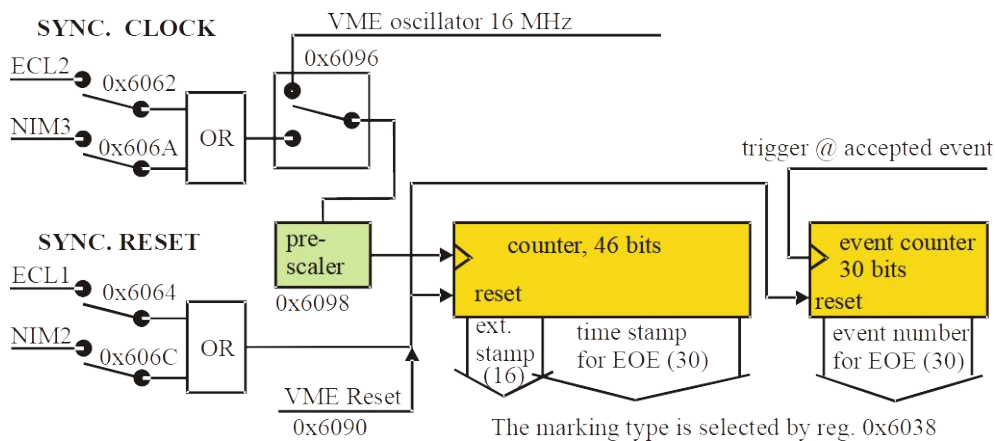 SYNC. CLOCK
VME oscillator 16 MHz
ECL2
0x6062
0x6096
NIM3
0x606A
OR
trigger @ accepted event
SYNC. RESET
pre-
scaler
0x6098
counter, 46 bits
reset
event counter
30 bits
reset
ECL1
0x6064
NIM2
0x606C
OR
ext.
stamp
(16)
time stamp
for EOE (30)
event number
for EOE (30)
VME Reset
0x6090
The marking type is selected by reg. 0x6038